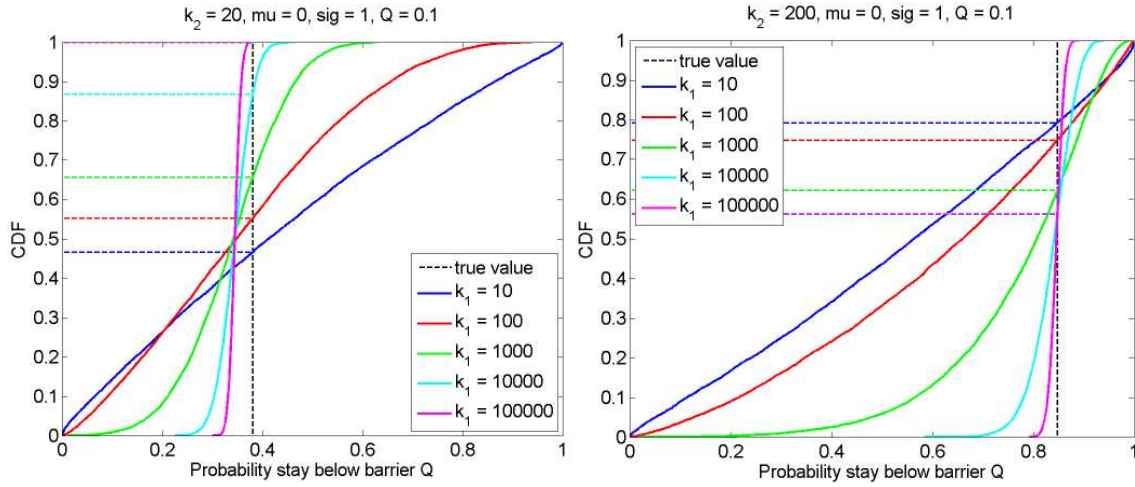 k2 = 20, mu = 0, sig = 1, Q = 0.1
1
0.9
0.8
0.7
0.6
0.5
0.4
0.3
0.2
0.1
0
CDF
true value
k1 = 10
k1 = 100
k1 = 1000
k1 = 10000
k1 = 100000
0 0.2 0.4 0.6 0.8 1
Probability stay below barrier Q
k2 = 200, mu = 0, sig = 1, Q = 0.1
1
0.9
0.8
0.7
0.6
0.5
0.4
0.3
0.2
0.1
0
CDF
true value
k1 = 10
k1 = 100
k1 = 1000
k1 = 10000
k1 = 100000
0 0.2 0.4 0.6 0.8 1
Probability stay below barrier Q